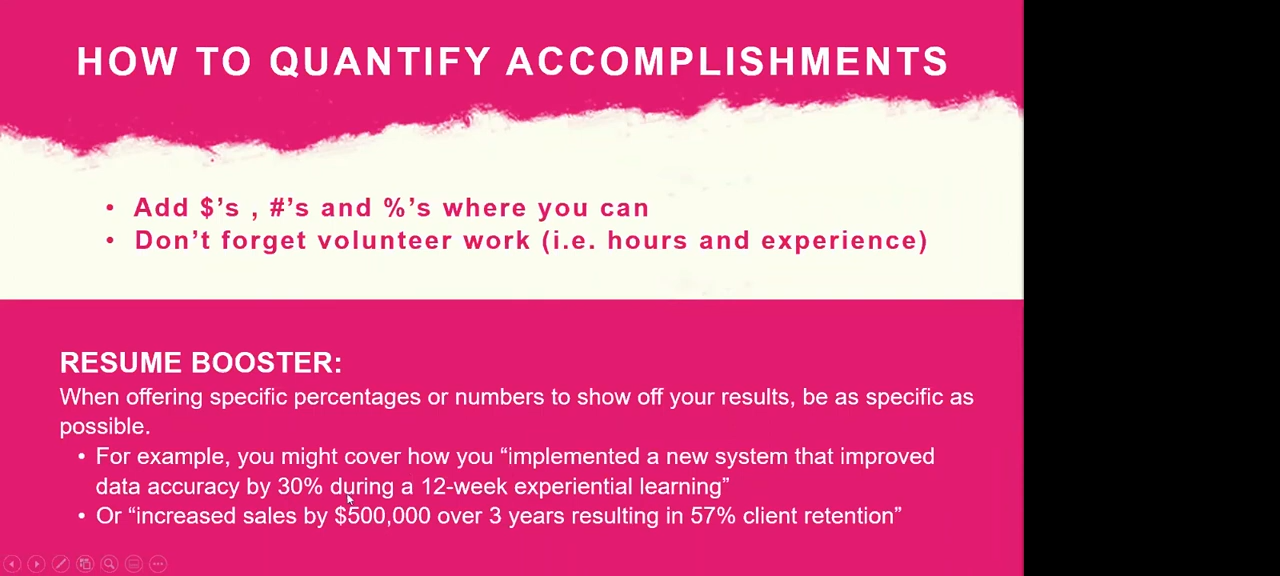 HOW TO QUANTIFY ACCOMPLISHMENTS
• Add $’s , #’s and %’s where you can
• Don’t forget volunteer work (i.e. hours and experience)
RESUME BOOSTER:
When offering specific percentages or numbers to show off your results, be as specific as
possible.
• For example, you might cover how you “implemented a new system that improved
data accuracy by 30% during a 12-week experiential learning”
• Or “increased sales by $500,000 over 3 years resulting in 57% client retention”